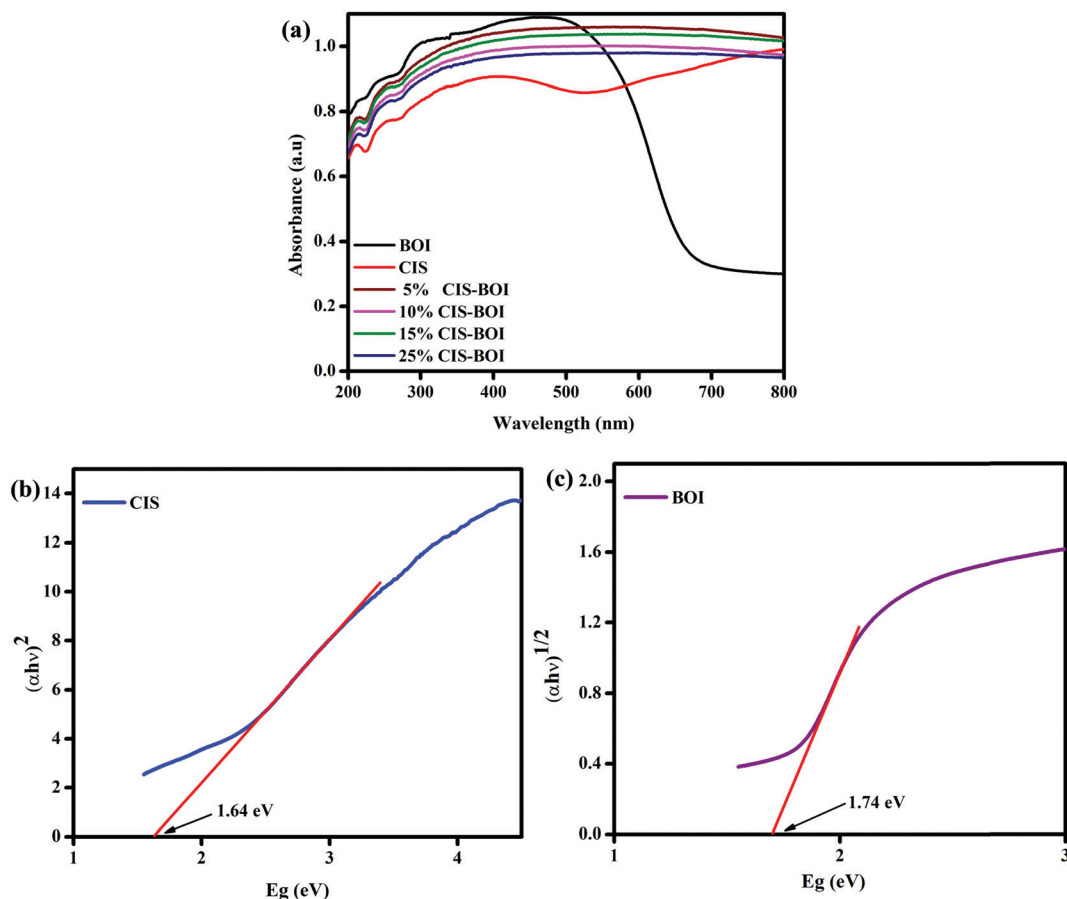 (a)
Absorbance (a.u)
1.0
0.8
0.6
0.4
0.2
0.0
BOI
CIS
5% CIS-BOI
10% CIS-BOI
15% CIS-BOI
25% CIS-BOI
200 300 400 500 600 700 800
Wavelength (nm)
(b)
CIS
(αhν)2
14
12
10
8
6
4
2
0
1.64 eV
1 2 3 4
Eg (eV)
(c)
BOI
(αhν)1/2
2.0
1.6
1.2
0.8
0.4
0.0
1.74 eV
1 2 3
Eg (eV)